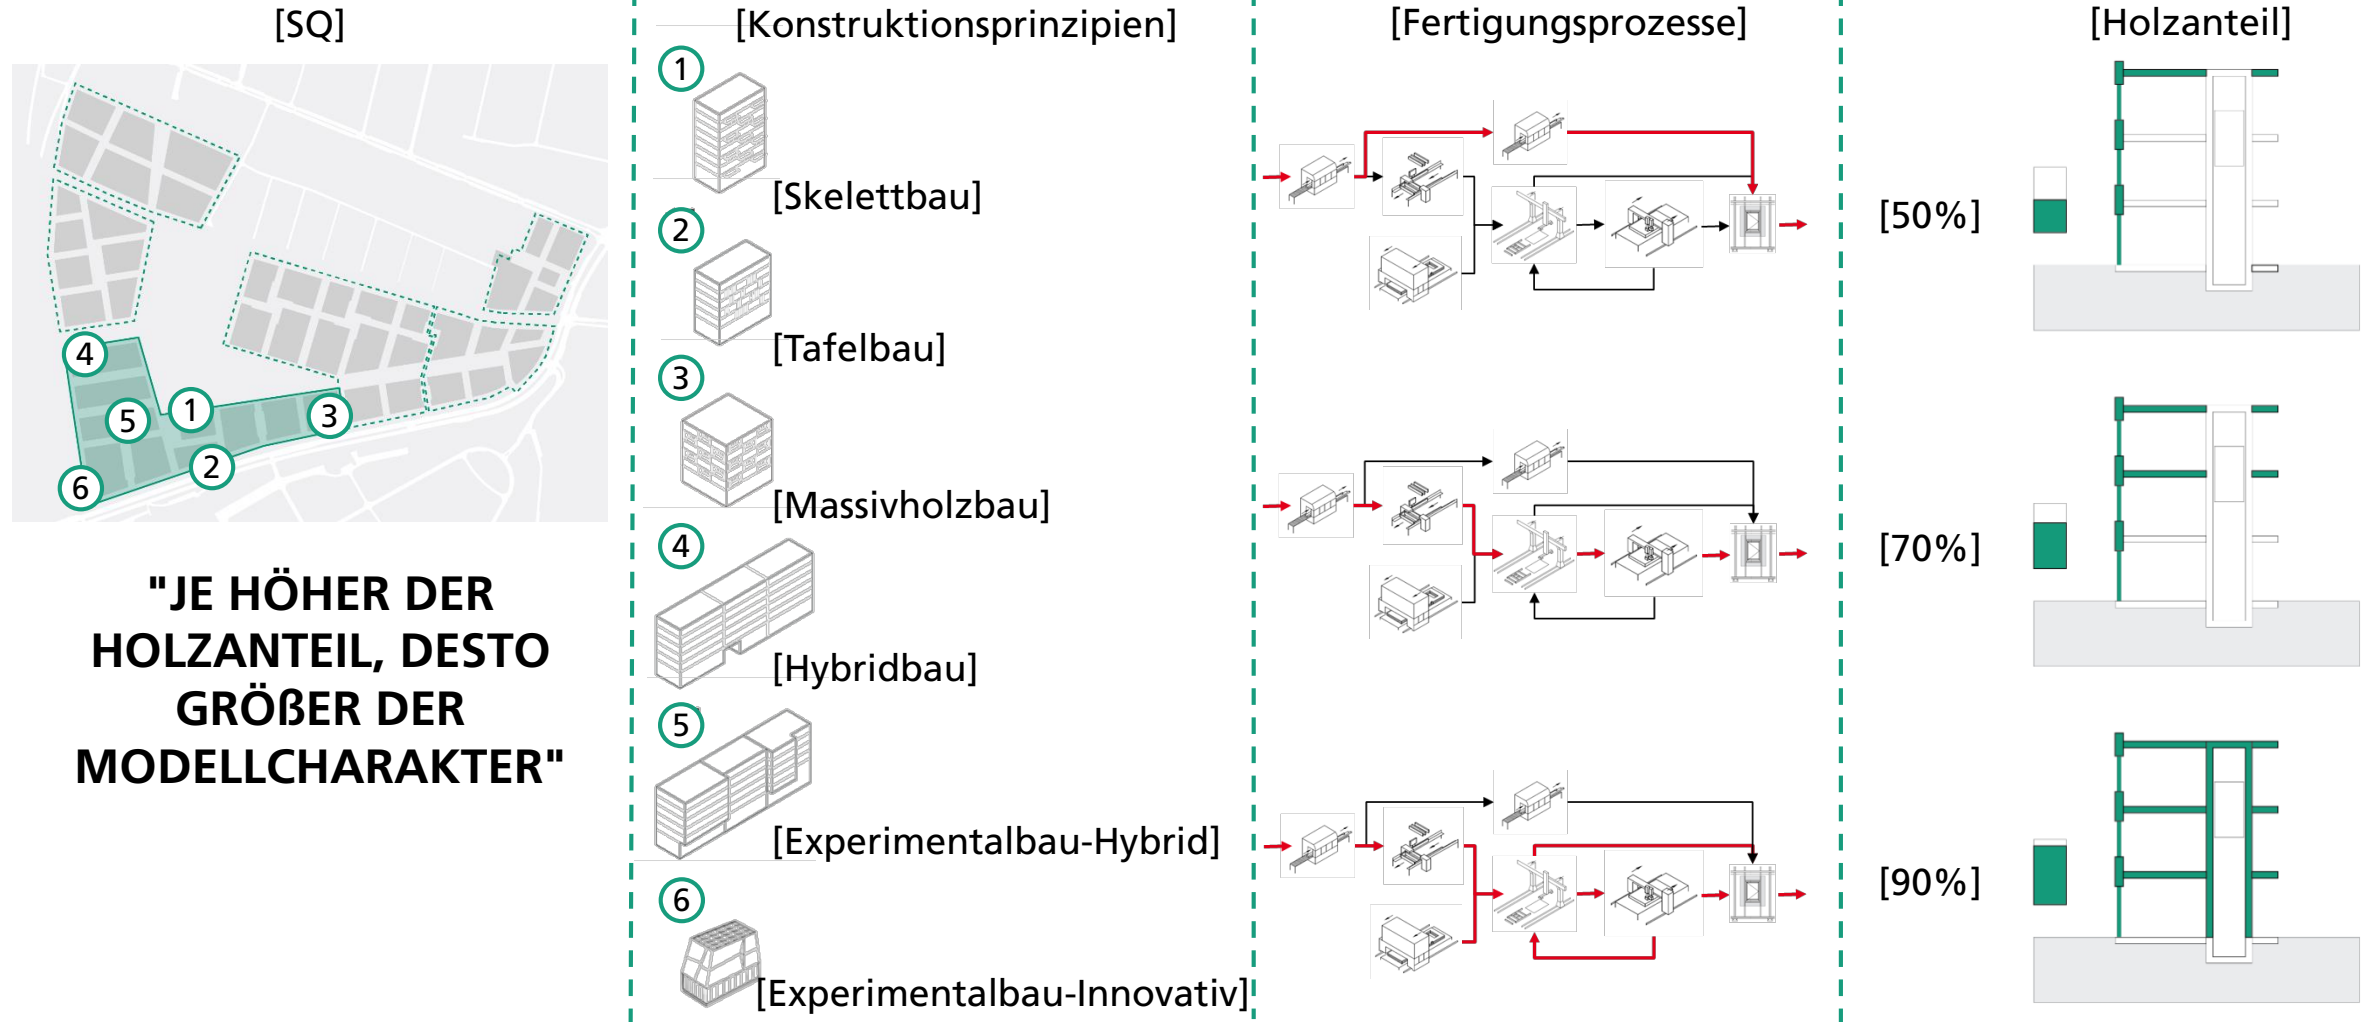 [SQ]
4
5
1
3
2
6
"JE HÖHER DER
HOLZANTEIL, DESTO
GRÖßER DER
MODELLCHARAKTER"
[Konstruktionsprinzipien]
1
[Skelettbau]
2
[Tafelbau]
3
[Massivholzbau]
4
[Hybridbau]
5
[Experimentalbau-Hybrid]
6
[Experimentalbau-Innovativ]
[Fertigungsprozesse]
[Holzanteil]
[50%]
[70%]
[90%]